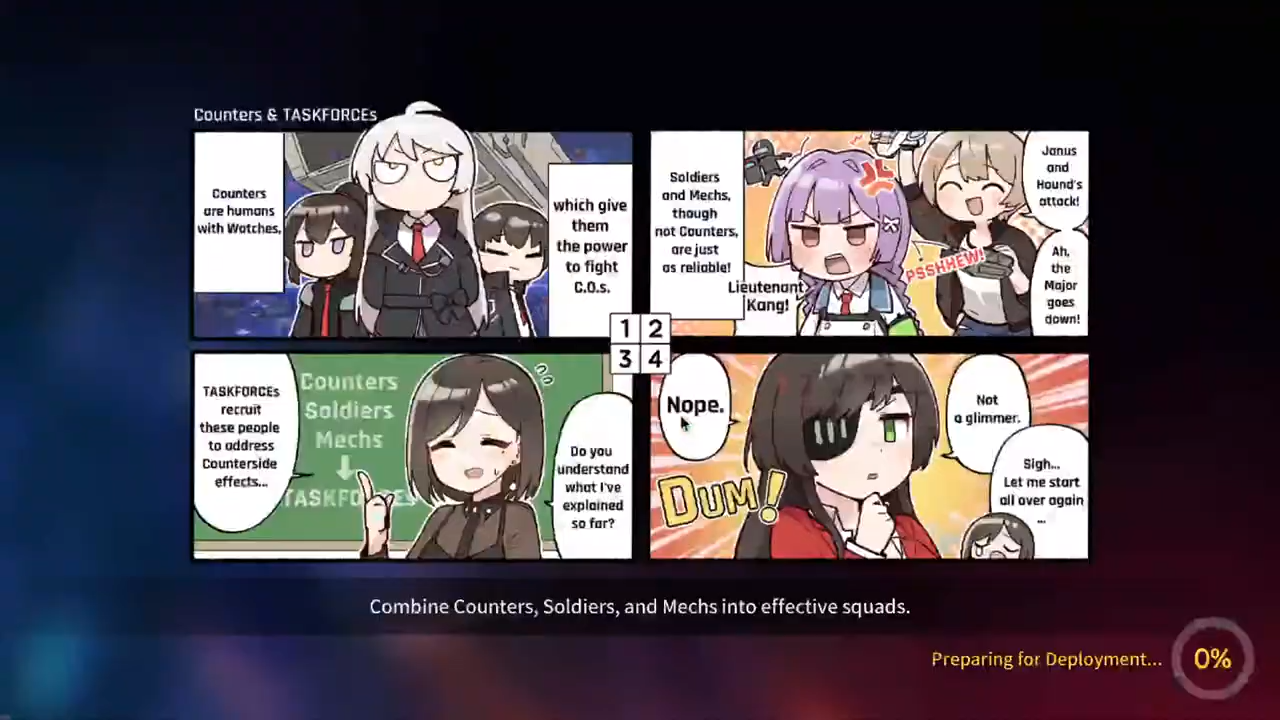 Counters & TASKFORCEs
Counters
are humans
with Watches,
which give
them
the power
to fight
C.O.s.
Soldiers
and Mechs,
though
not Counters,
are just
as reliable!
Lieutenant
Kang!
PSSHHEW!
Janus
and
Hound's
attack!
Ah,
the
Major
goes
down!
1 2
3 4
TASKFORCEs
recruit
these people
to address
Counterside
effects...
Counters
Soldiers
Mechs
TASKFORCES
Do you
understand
what I've
explained
so far?
Nope.
DUM!
Not
a glimmer.
Sigh...
Let me start
all over again
...
Combine Counters, Soldiers, and Mechs into effective squads.
Preparing for Deployment... 0%